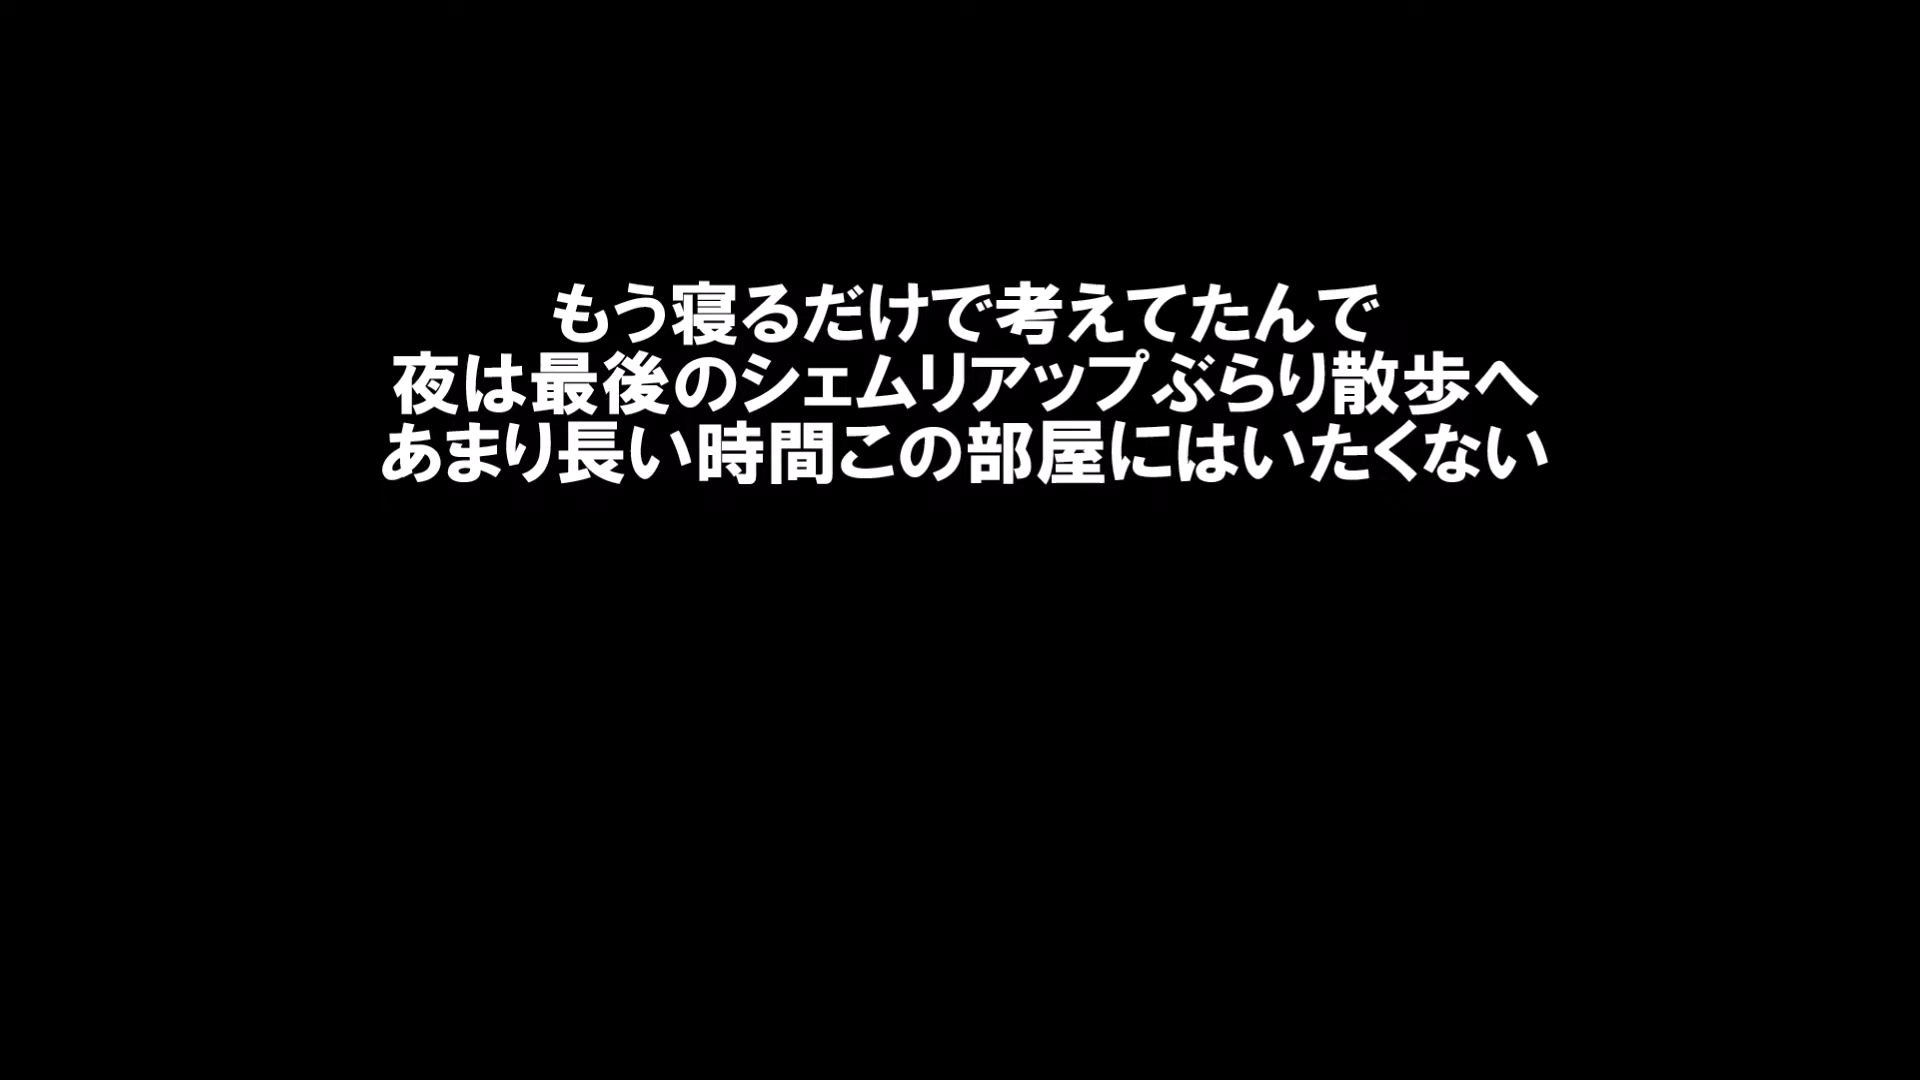 もう寝るだけで考えてたんで
夜は最後のシェムリアップぶらり散歩へ
あまり長い時間この部屋にはいたくない